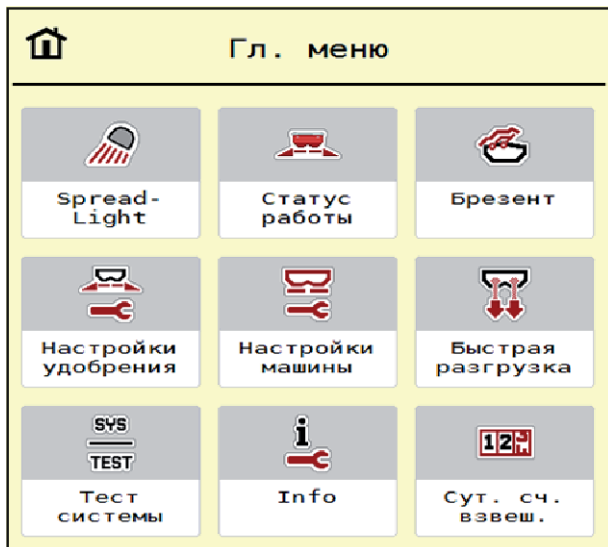 Гл. меню
Spread-
Light
Статус
работы
Брезент
Настройки
удобрения
Настройки
машины
Быстрая
разгрузка
SYS
TEST
Тест
системы
i
Info
12
Сут. сч.
взвеш.